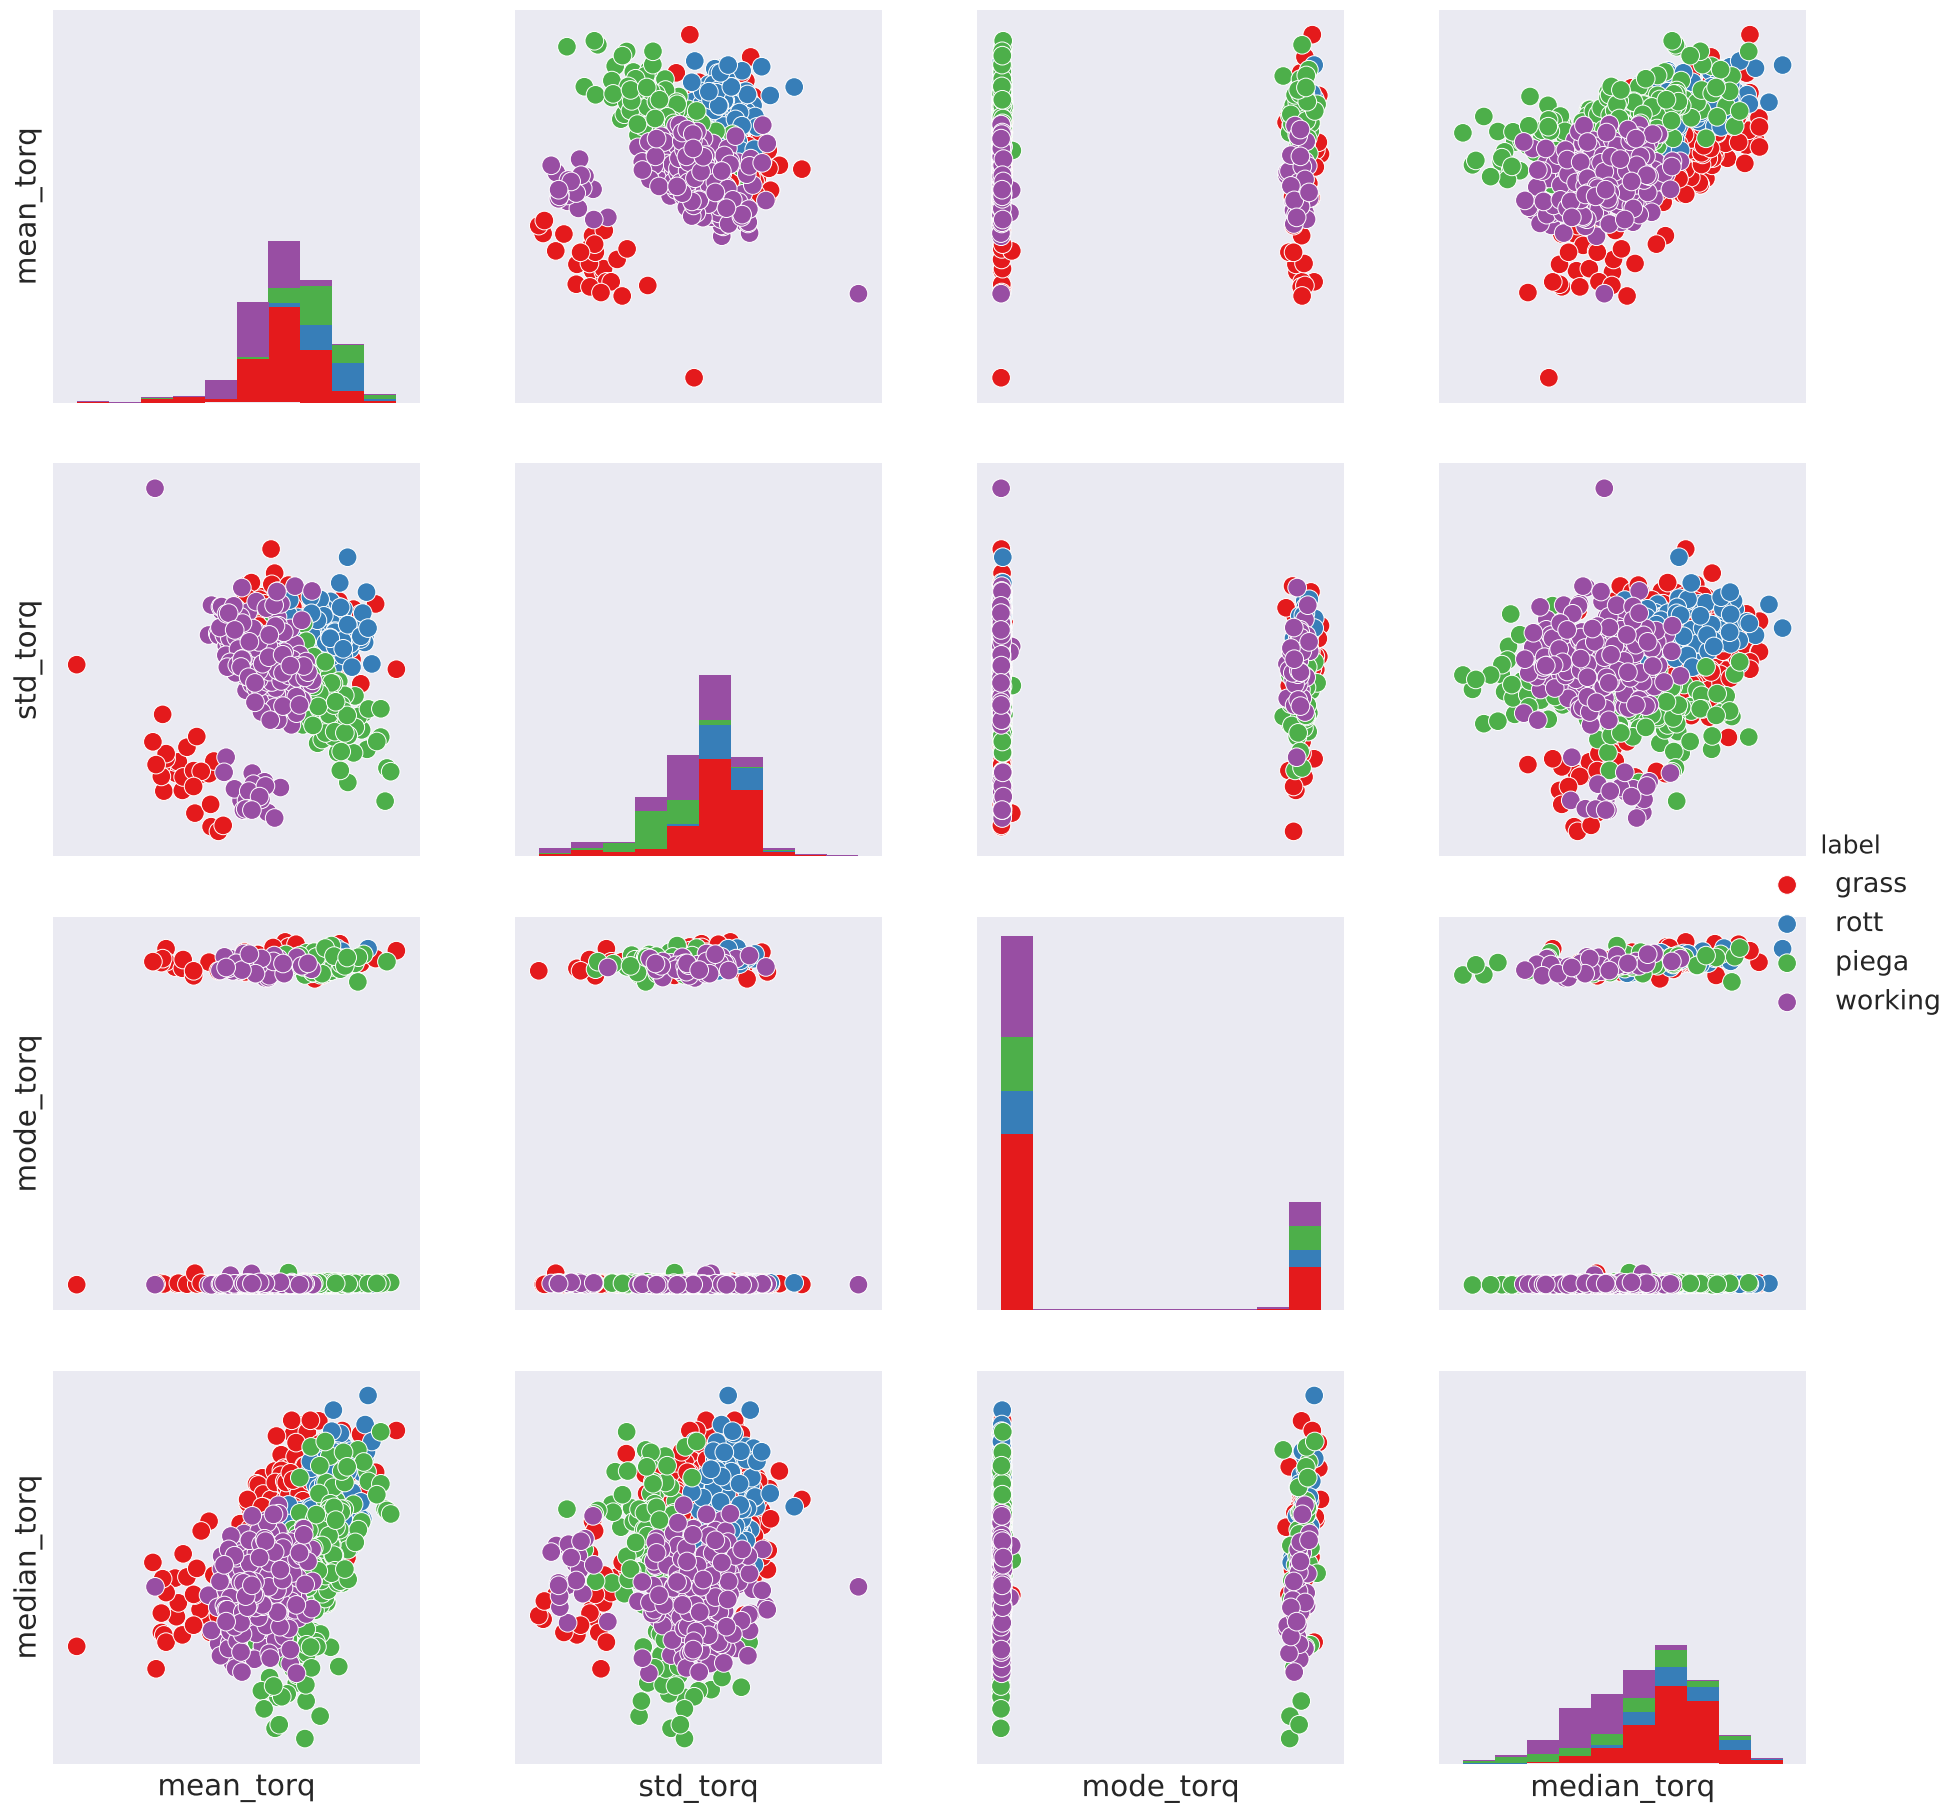 mean_torq
std_torq
label
grass
rott
piega
working
mode_torq
median_torq
mean_torq
std_torq
mode_torq
median_torq